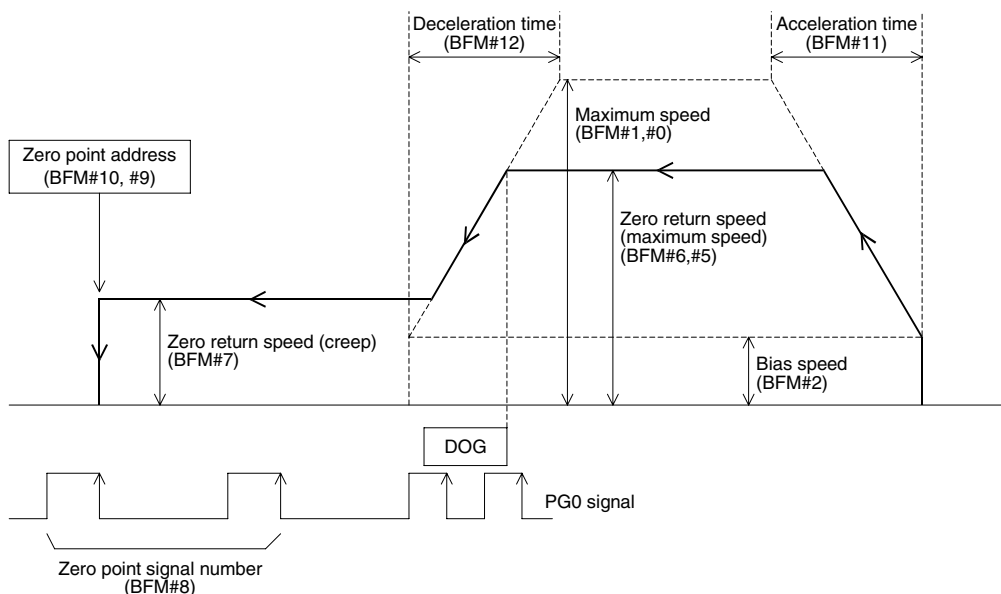 Deceleration time
(BFM#12)
Acceleration time
(BFM#11)
Maximum speed
(BFM#1,#0)
Zero point address
(BFM#10, #9)
Zero return speed
(maximum speed)
(BFM#6,#5)
Zero return speed (creep)
(BFM#7)
Bias speed
(BFM#2)
DOG
PG0 signal
Zero point signal number
(BFM#8)